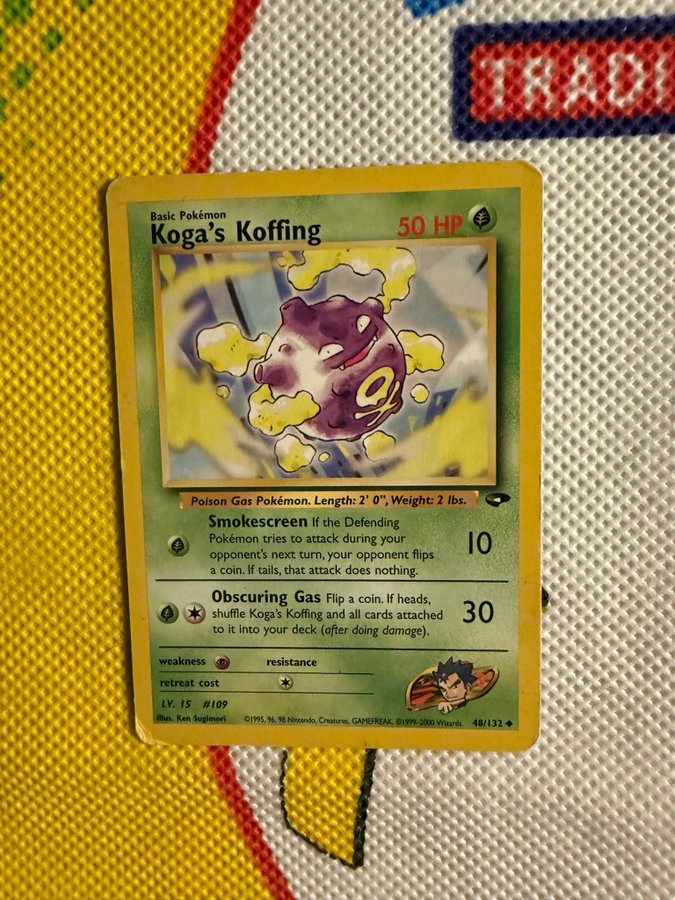 TRADI
Basic Pokémon
Koga's Koffing
50 HP
Poison Gas Pokémon. Length: 2' 0", Weight: 2 lbs.
Smokescreen If the Defending
Pokémon tries to attack during your
opponent's next turn, your opponent flips
a coin. If tails, that attack does nothing.
10
Obscuring Gas Flip a coin. If heads,
shuffle Koga's Koffing and all cards attached
to it into your deck (after doing damage).
30
weakness
resistance
retreat cost
LV. 15 #109
Illus. Ken Sugimori
©1995, 96, 98 Nintendo, Creatures, GAMEFREAK. ©1999-2000 Wizards.
48/132